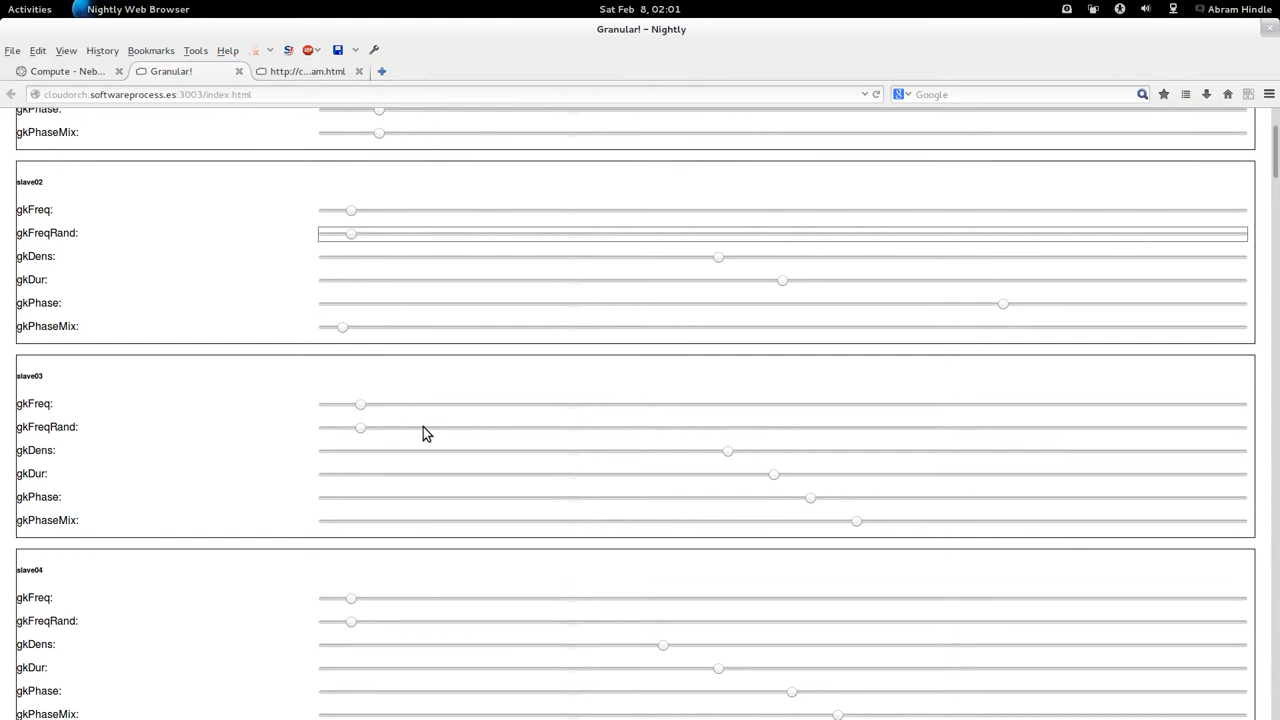 Activities Nightly Web Browser Sat Feb 8, 02:01 Abram Hindle
Granular! – Nightly
File Edit View History Bookmarks Tools Help
Compute - Neb... Granular! http://c...am.html
cloudorch.softwareprocess.es:3003/index.html Google
gkPhase:
gkPhaseMix:
slave02
gkFreq:
gkFreqRand:
gkDens:
gkDur:
gkPhase:
gkPhaseMix:
slave03
gkFreq:
gkFreqRand:
gkDens:
gkDur:
gkPhase:
gkPhaseMix:
slave04
gkFreq:
gkFreqRand:
gkDens:
gkDur:
gkPhase:
gkPhaseMix: